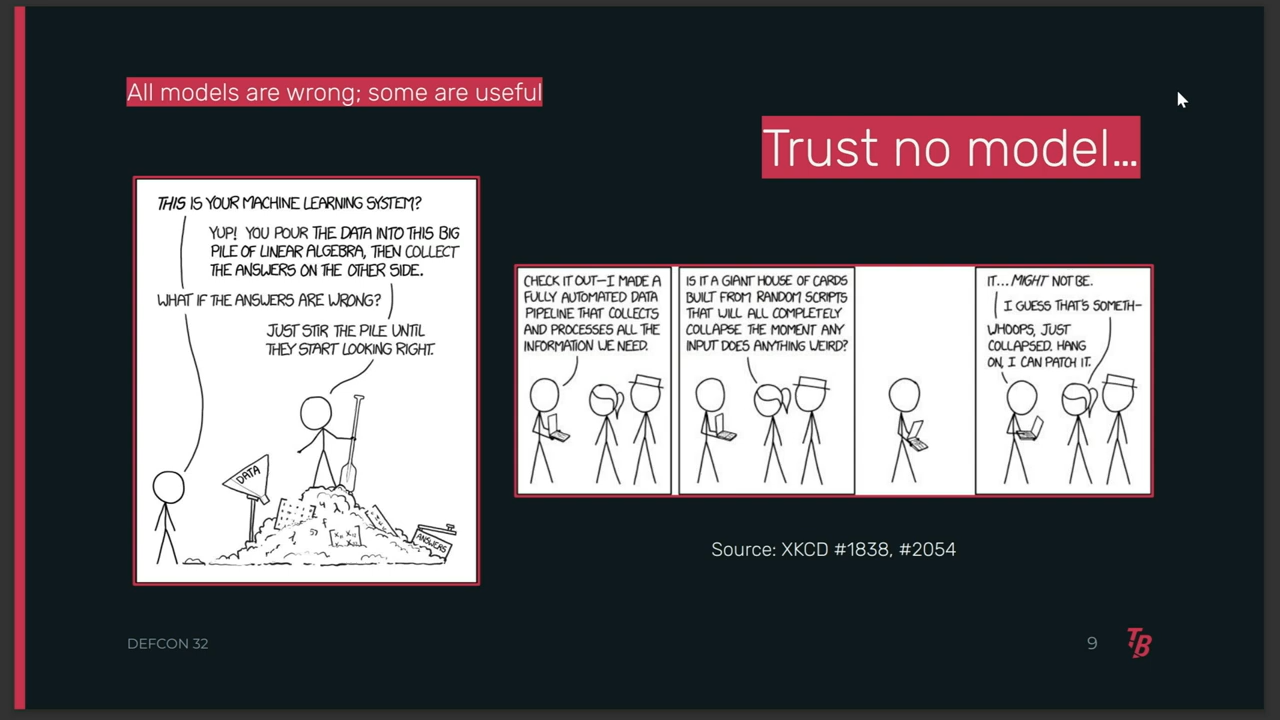 All models are wrong; some are useful
Trust no model...
THIS IS YOUR MACHINE LEARNING SYSTEM?
YUP! YOU POUR THE DATA INTO THIS BIG
PILE OF LINEAR ALGEBRA, THEN COLLECT
THE ANSWERS ON THE OTHER SIDE.
WHAT IF THE ANSWERS ARE WRONG?
JUST STIR THE PILE UNTIL
THEY START LOOKING RIGHT.
DATA
ANSWERS
CHECK IT OUT—I MADE A
FULLY AUTOMATED DATA
PIPELINE THAT COLLECTS
AND PROCESSES ALL THE
INFORMATION WE NEED.
IS IT A GIANT HOUSE OF CARDS
BUILT FROM RANDOM SCRIPTS
THAT WILL ALL COMPLETELY
COLLAPSE THE MOMENT ANY
INPUT DOES ANYTHING WEIRD?
IT... MIGHT NOT BE.
I GUESS THAT'S SOMETH-
WHOOPS, JUST
COLLAPSED. HANG
ON, I CAN PATCH IT.
Source: XKCD #1838, #2054
DEFCON 32
9
TB